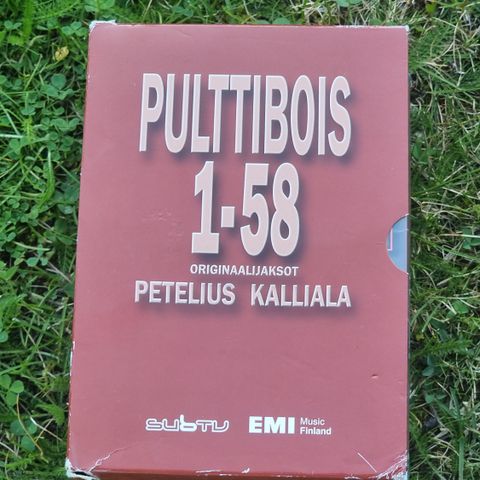 PULTTIBOIS
1-58
ORIGINAALIJAKSOT
PETELIUS KALLIALA
SUBTV EMI Music
Finland